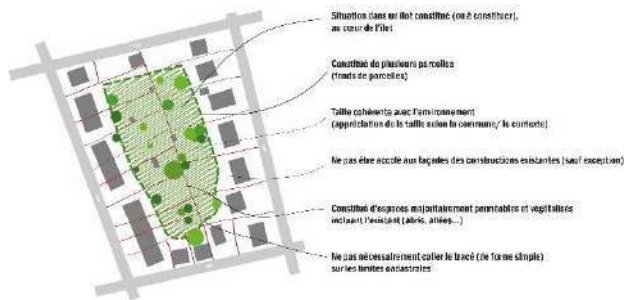 Situation dans un îlot constitué (ou à constituer),
au cœur de l'îlot
Constitué de plusieurs parcelles
(fonds de parcelles)
Taille cohérente avec l'environnement
(appréciation de la taille selon la commune/ le contexte)
Ne pas être accolé aux façades des constructions existantes (sauf exception)
Constitué d'espaces majoritairement perméables et végétalisés
incluant l'existant (abris, allées...)
Ne pas nécessairement caler le tracé (de forme simple)
sur les limites cadastrales